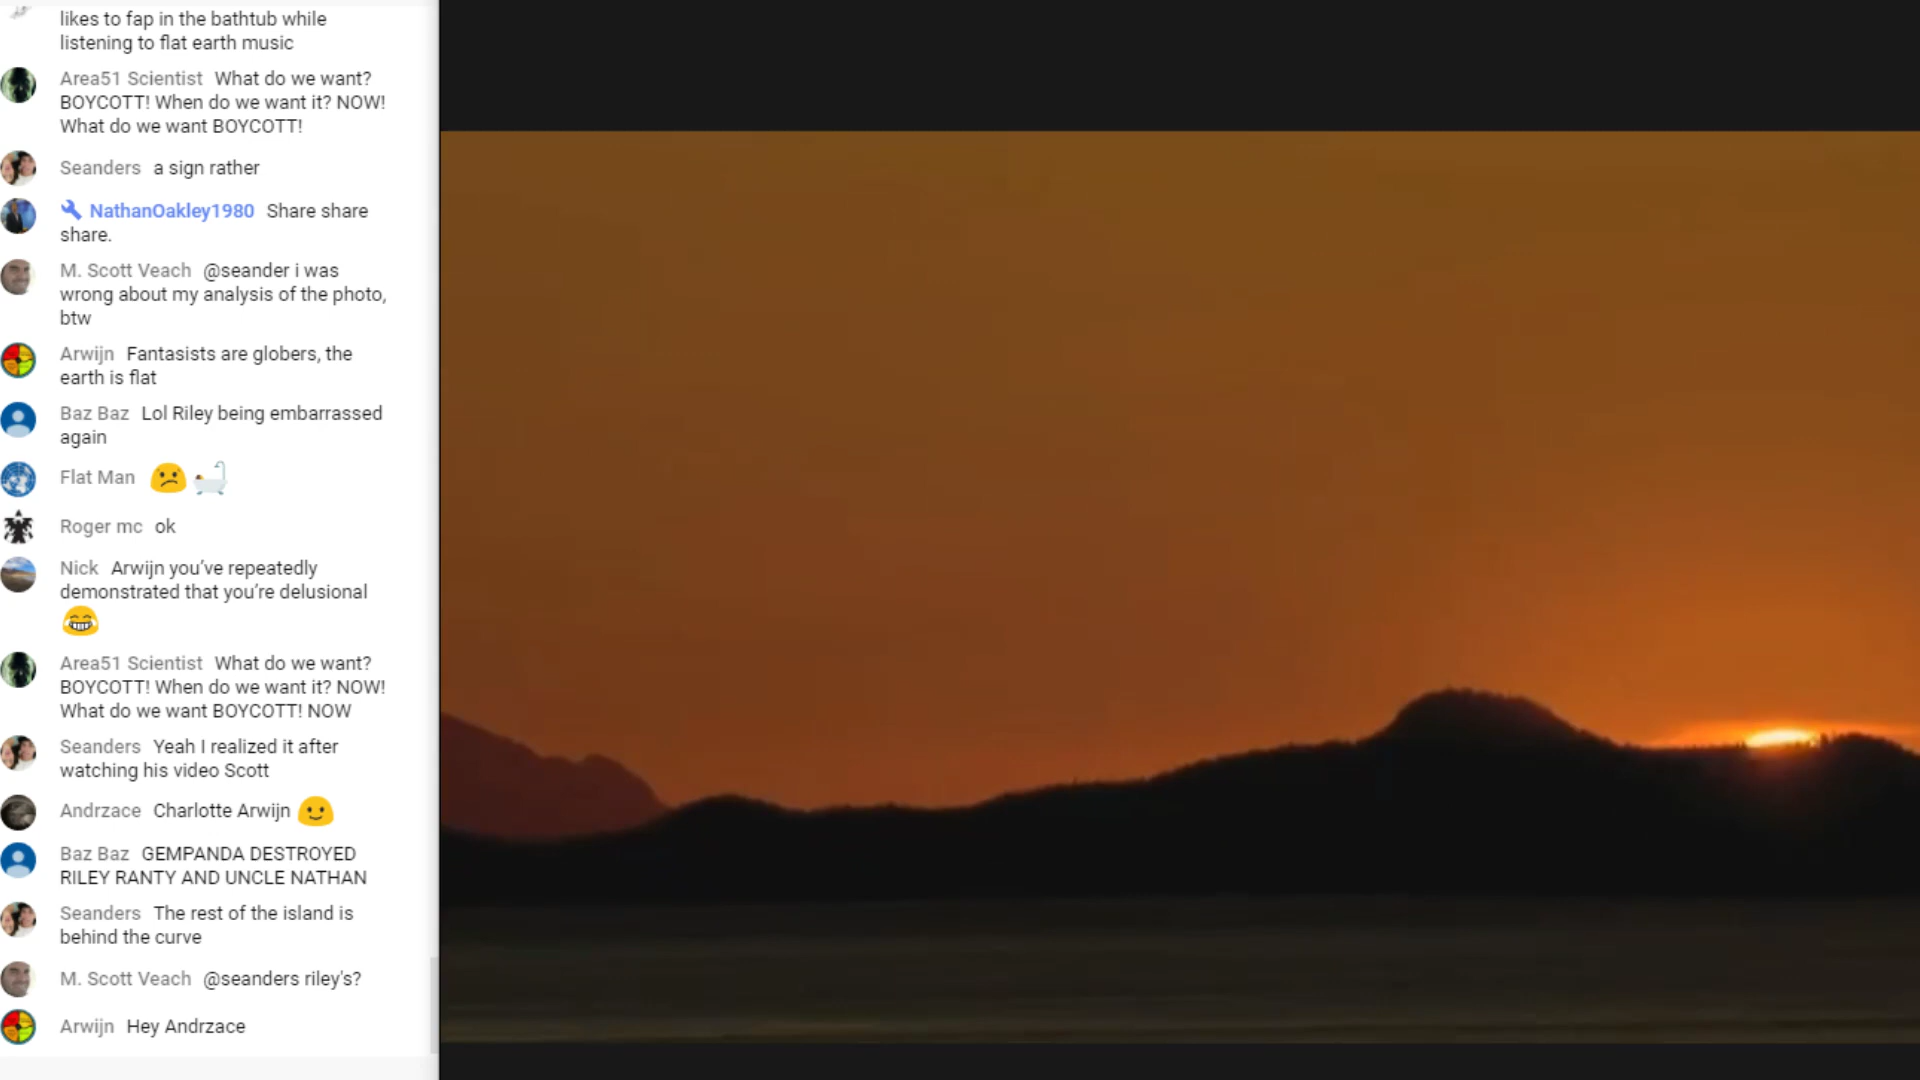 likes to fap in the bathtub while
listening to flat earth music
Area51 Scientist What do we want?
BOYCOTT! When do we want it? NOW!
What do we want BOYCOTT!
Seanders a sign rather
NathanOakley1980 Share share
share.
M. Scott Veach @seander i was
wrong about my analysis of the photo,
btw
Arwijn Fantasists are globers, the
earth is flat
Baz Baz Lol Riley being embarrassed
again
Flat Man
Roger mc ok
Nick Arwijn you’ve repeatedly
demonstrated that you’re delusional
Area51 Scientist What do we want?
BOYCOTT! When do we want it? NOW!
What do we want BOYCOTT! NOW
Seanders Yeah I realized it after
watching his video Scott
Andrzace Charlotte Arwijn
Baz Baz GEMPANDA DESTROYED
RILEY RANTY AND UNCLE NATHAN
Seanders The rest of the island is
behind the curve
M. Scott Veach @seanders riley's?
Arwijn Hey Andrzace